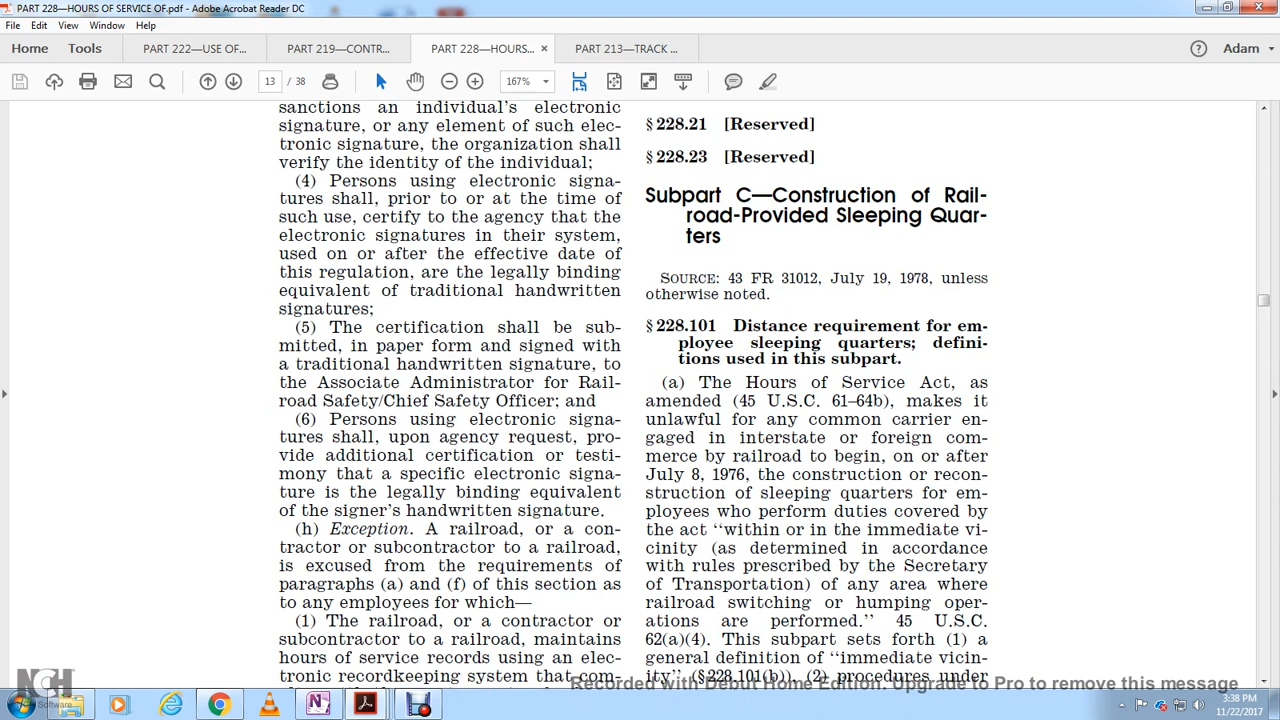 PART 228—HOURS OF SERVICE OF.pdf - Adobe Acrobat Reader DC
File Edit View Window Help
Home Tools PART 222—USE OF... PART 219—CONTR... PART 228—HOURS... × PART 213—TRACK ... Adam
13 / 38 167%
sanctions an individual's electronic
signature, or any element of such elec-
tronic signature, the organization shall
verify the identity of the individual;
(4) Persons using electronic signa-
tures shall, prior to or at the time of
such use, certify to the agency that the
electronic signatures in their system,
used on or after the effective date of
this regulation, are the legally binding
equivalent of traditional handwritten
signatures;
(5) The certification shall be sub-
mitted, in paper form and signed with
a traditional handwritten signature, to
the Associate Administrator for Rail-
road Safety/Chief Safety Officer; and
(6) Persons using electronic signa-
tures shall, upon agency request, pro-
vide additional certification or testi-
mony that a specific electronic signa-
ture is the legally binding equivalent
of the signer's handwritten signature.
(h) Exception. A railroad, or a con-
tractor or subcontractor to a railroad,
is excused from the requirements of
paragraphs (a) and (f) of this section as
to any employees for which—
(1) The railroad, or a contractor or
subcontractor to a railroad, maintains
hours of service records using an elec-
tronic recordkeeping system that com-
§ 228.21 [Reserved]
§ 228.23 [Reserved]
Subpart C—Construction of Rail-
road-Provided Sleeping Quar-
ters
SOURCE: 43 FR 31012, July 19, 1978, unless
otherwise noted.
§ 228.101 Distance requirement for em-
ployee sleeping quarters; defini-
tions used in this subpart.
(a) The Hours of Service Act, as
amended (45 U.S.C. 61–64b), makes it
unlawful for any common carrier en-
gaged in interstate or foreign com-
merce by railroad to begin, on or after
July 8, 1976, the construction or recon-
struction of sleeping quarters for em-
ployees who perform duties covered by
the act ‘‘within or in the immediate vi-
cinity (as determined in accordance
with rules prescribed by the Secretary
of Transportation) of any area where
railroad switching or humping oper-
ations are performed.’’ 45 U.S.C.
62(a)(4). This subpart sets forth (1) a
general definition of ‘‘immediate vicin-
ity’’ (§ 228.101(b)), (2) procedures under
Recorded with Debut Home Edition. Upgrade to Pro to remove this message
NCH
Software
3:38 PM
11/22/2017